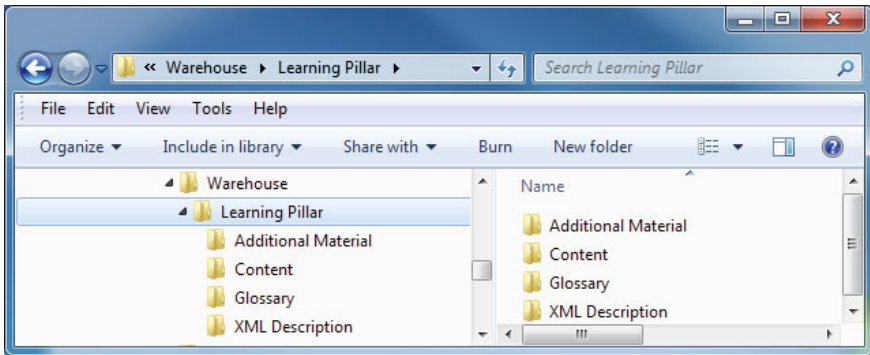 « Warehouse ▸ Learning Pillar ▸ Search Learning Pillar
File Edit View Tools Help
Organize ▾ Include in library ▾ Share with ▾ Burn New folder
Warehouse
Learning Pillar
Additional Material
Content
Glossary
XML Description
Name
Additional Material
Content
Glossary
XML Description